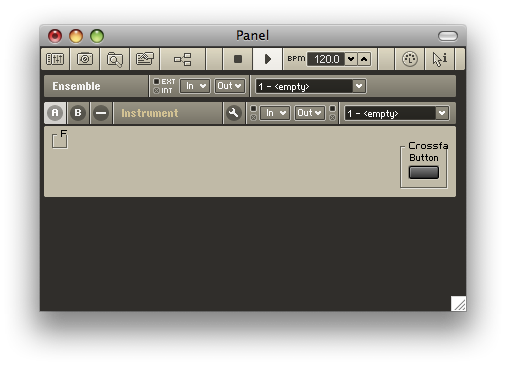 Panel
BPM 120.0
Ensemble EXT INT In Out 1 - <empty>
A B Instrument In Out 1 - <empty>
F
Crossfa
Button